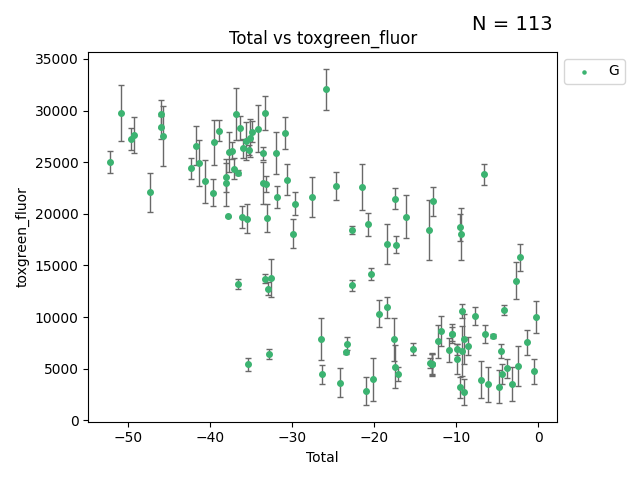 N = 113
Total vs toxgreen_fluor
G
35000
30000
25000
20000
15000
10000
5000
0
toxgreen_fluor
−50 −40 −30 −20 −10 0
Total